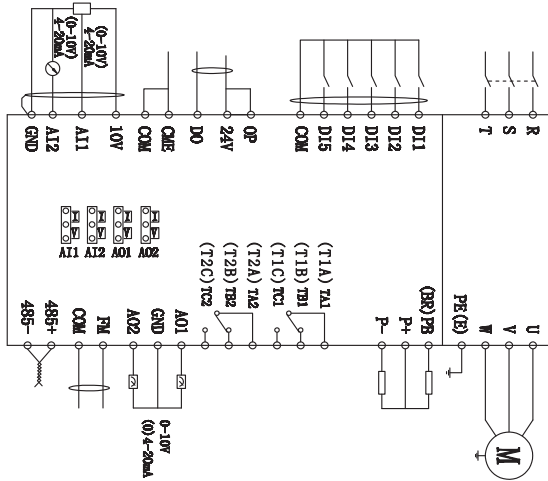 (0-10V)
4-20mA
(0-10V)
4-20mA
GND
AI2
AI1
10V
COM
CME
DO
24V
OP
COM
DI5
DI4
DI3
DI2
DI1
T
S
R
I
V
AI1
I
V
AI2
I
V
AO1
I
V
AO2
(T2C) TC2
(T2B) TB2
(T2A) TA2
(T1C) TC1
(T1B) TB1
(T1A) TA1
485-
485+
COM
FM
AO2
GND
AO1
P-
P+
(BR)PB
PE(E)
W
V
U
0-10V
(0)4-20mA
M